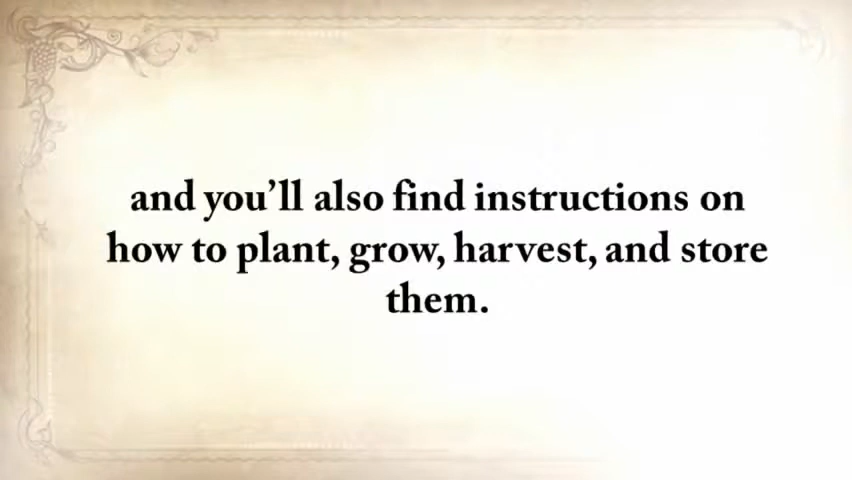 and you’ll also find instructions on
how to plant, grow, harvest, and store
them.